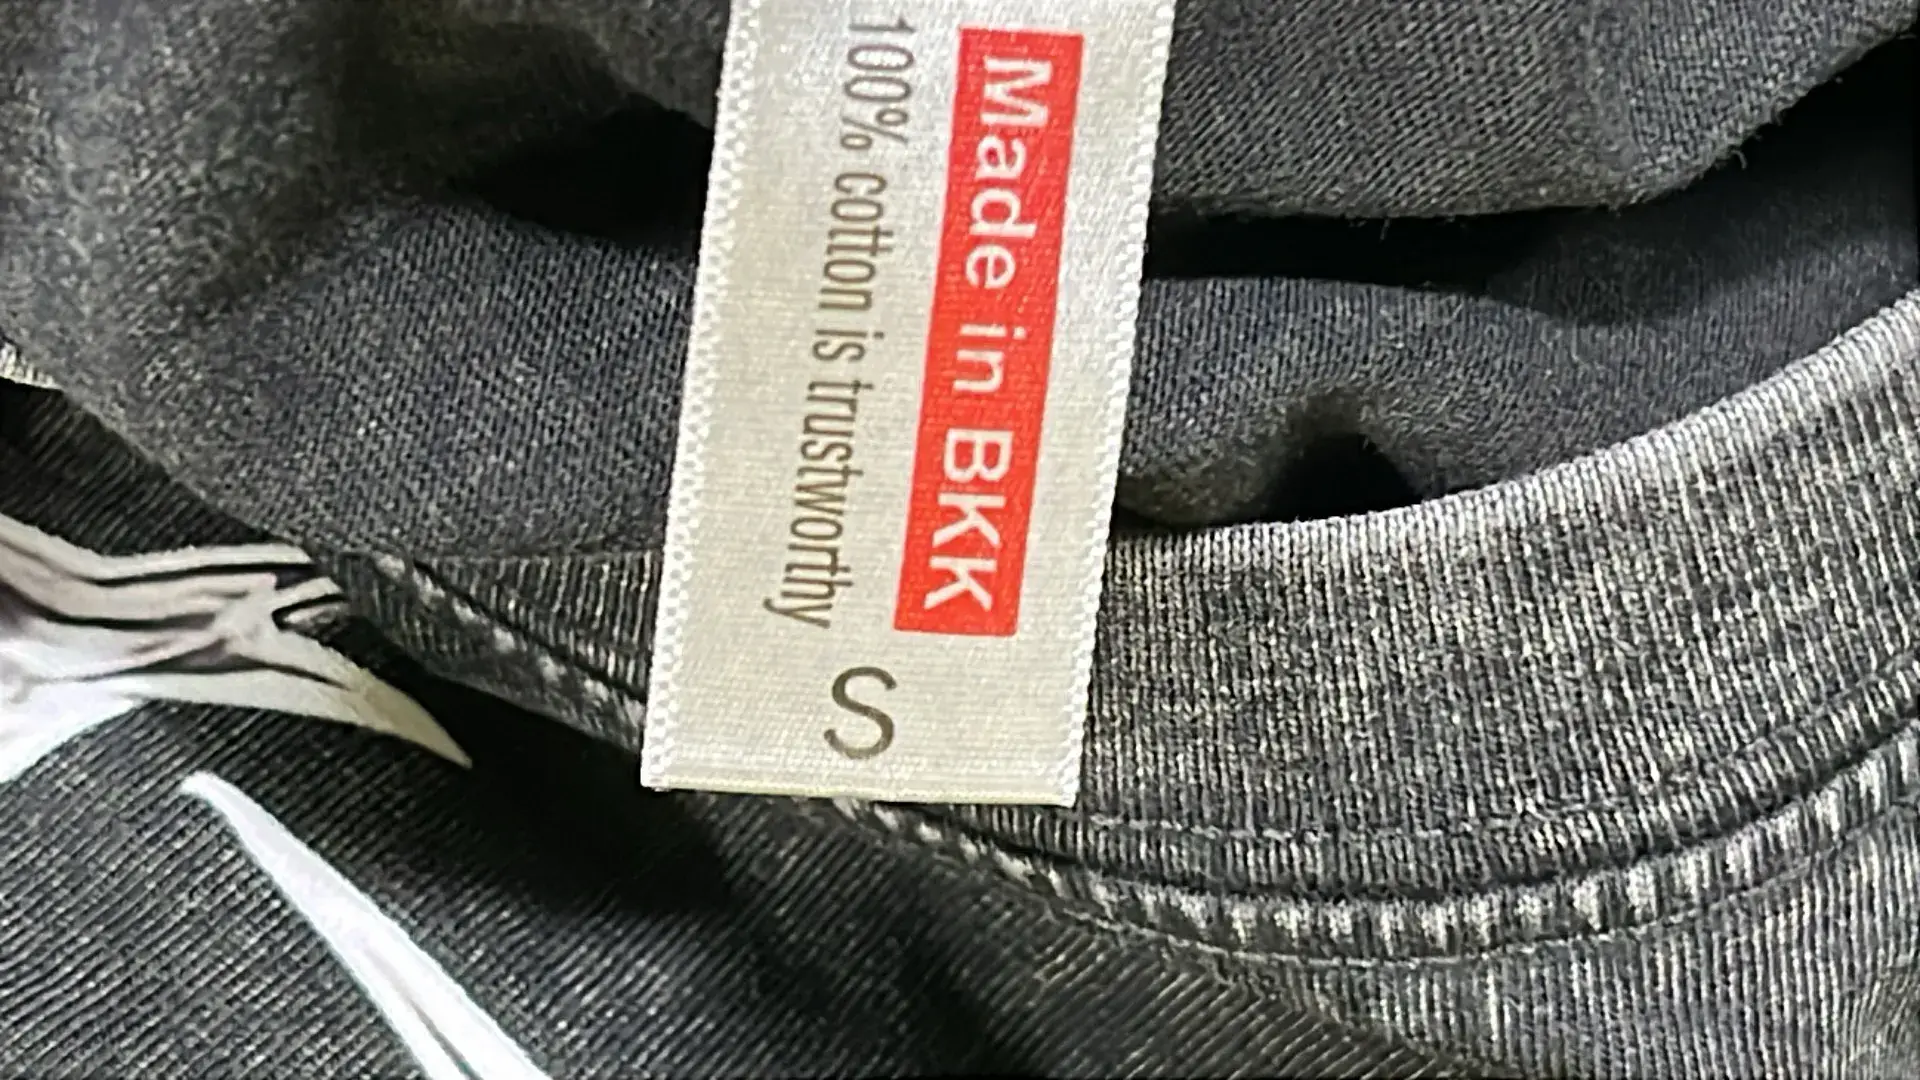 Made in BKK
100% cotton is trustworthy
S